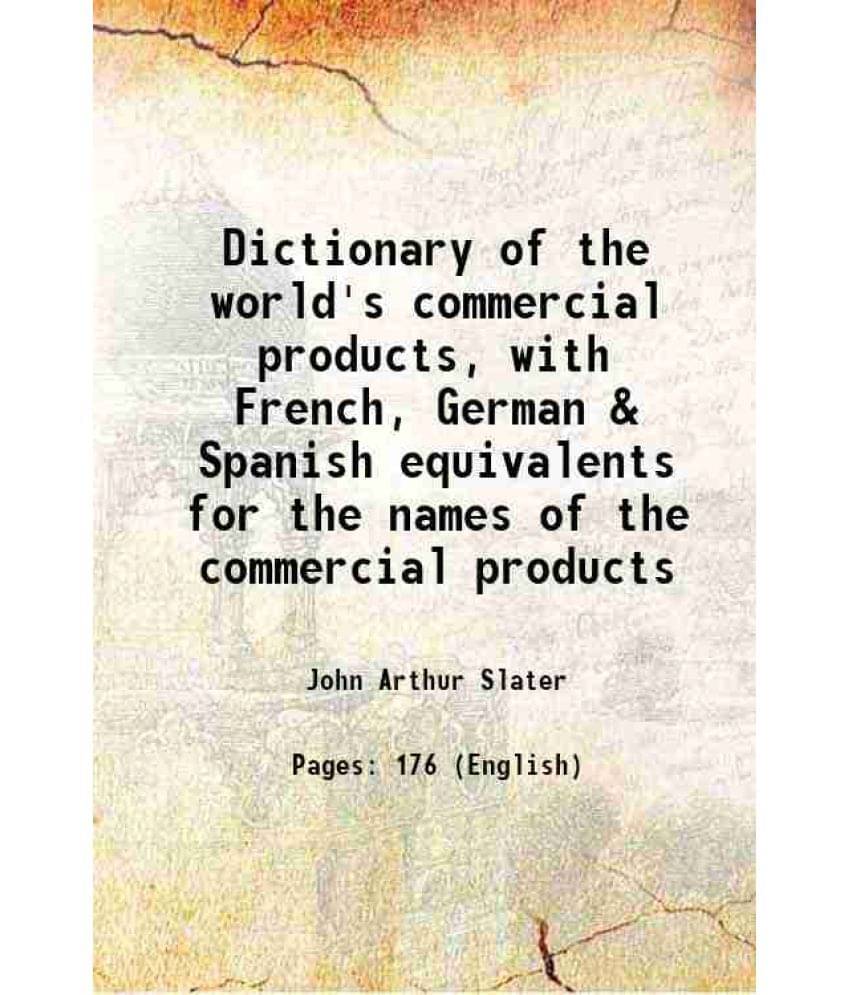 Dictionary of the
world's commercial
products, with
French, German &
Spanish equivalents
for the names of the
commercial products
John Arthur Slater
Pages: 176 (English)